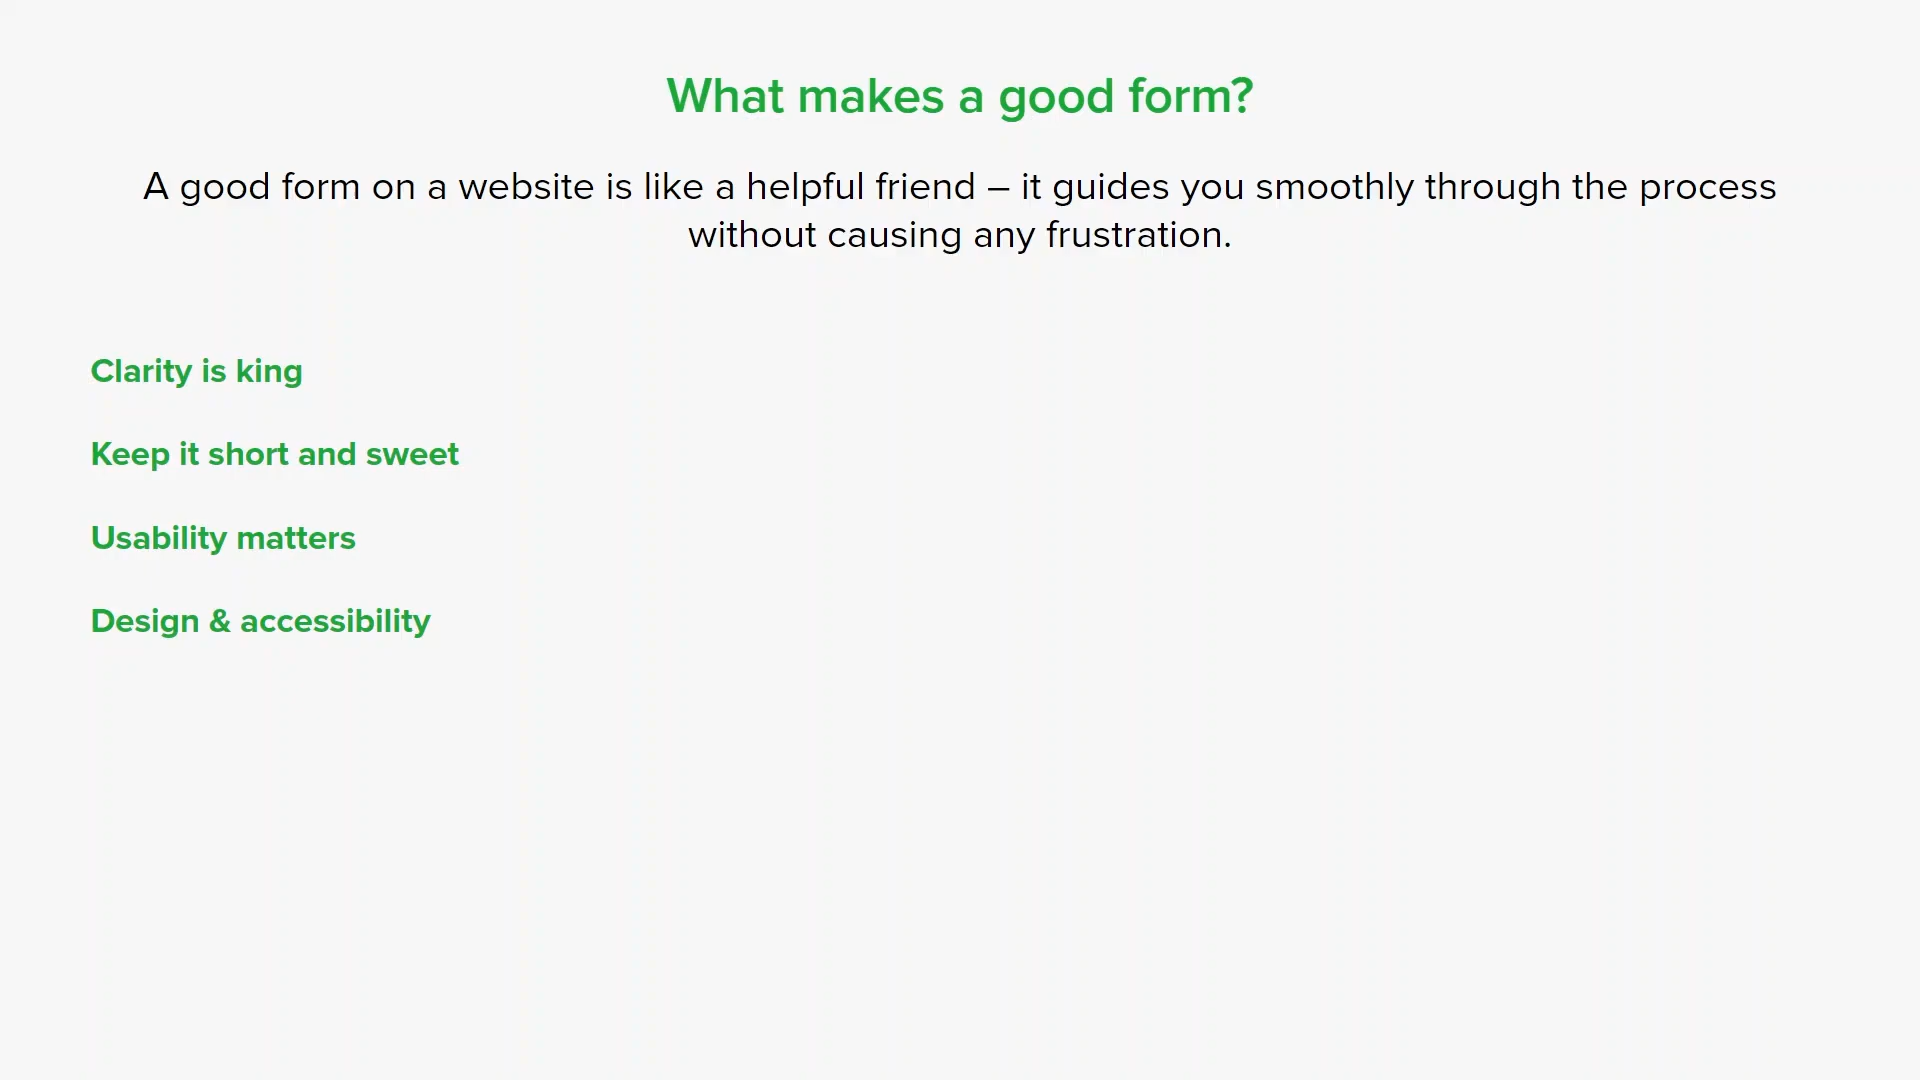 What makes a good form?
A good form on a website is like a helpful friend – it guides you smoothly through the process
without causing any frustration.
Clarity is king
Keep it short and sweet
Usability matters
Design & accessibility